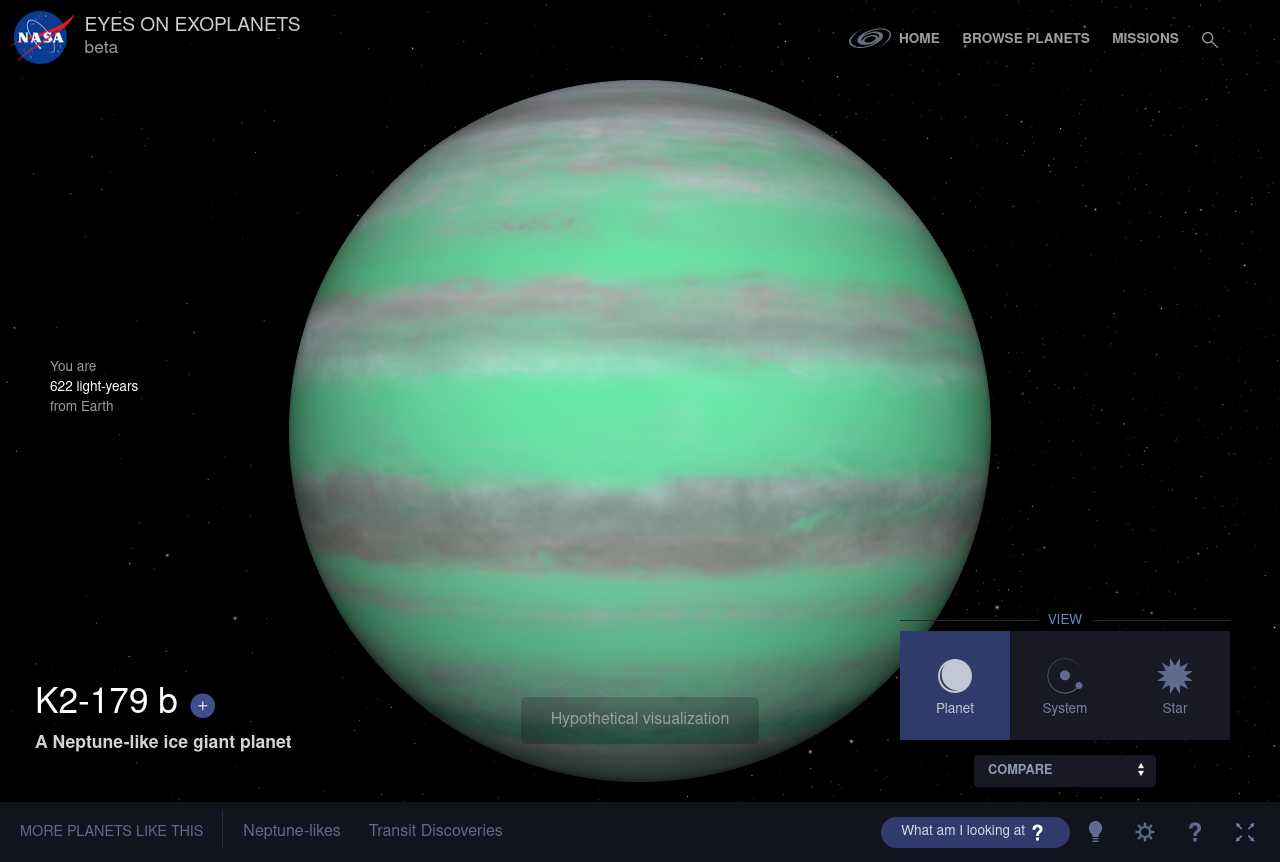 NASA
EYES ON EXOPLANETS
beta
HOME
BROWSE PLANETS
MISSIONS
You are
622 light-years
from Earth
K2-179 b +
A Neptune-like ice giant planet
Hypothetical visualization
VIEW
Planet
System
Star
COMPARE
MORE PLANETS LIKE THIS
Neptune-likes
Transit Discoveries
What am I looking at ?
?